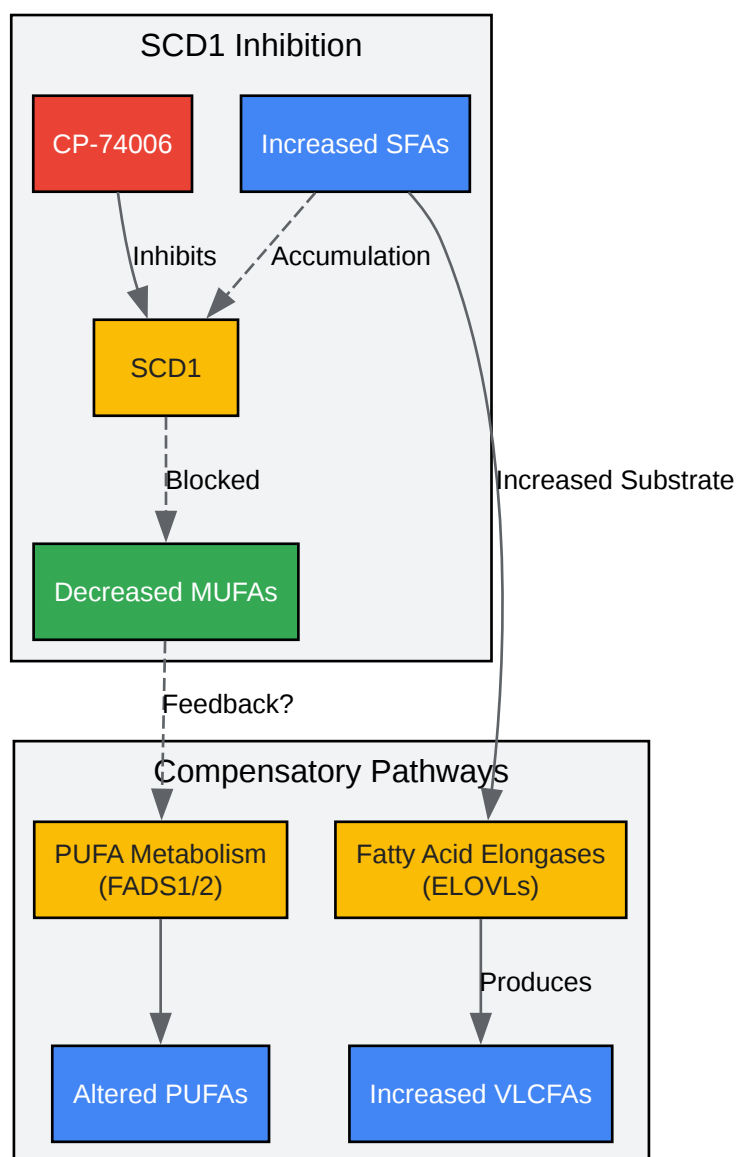 SCD1 Inhibition
CP-74006
Increased SFAs
Inhibits
Accumulation
SCD1
Blocked
Increased Substrate
Decreased MUFAs
Feedback?
Compensatory Pathways
PUFA Metabolism
(FADS1/2)
Fatty Acid Elongases
(ELOVLs)
Produces
Altered PUFAs
Increased VLCFAs